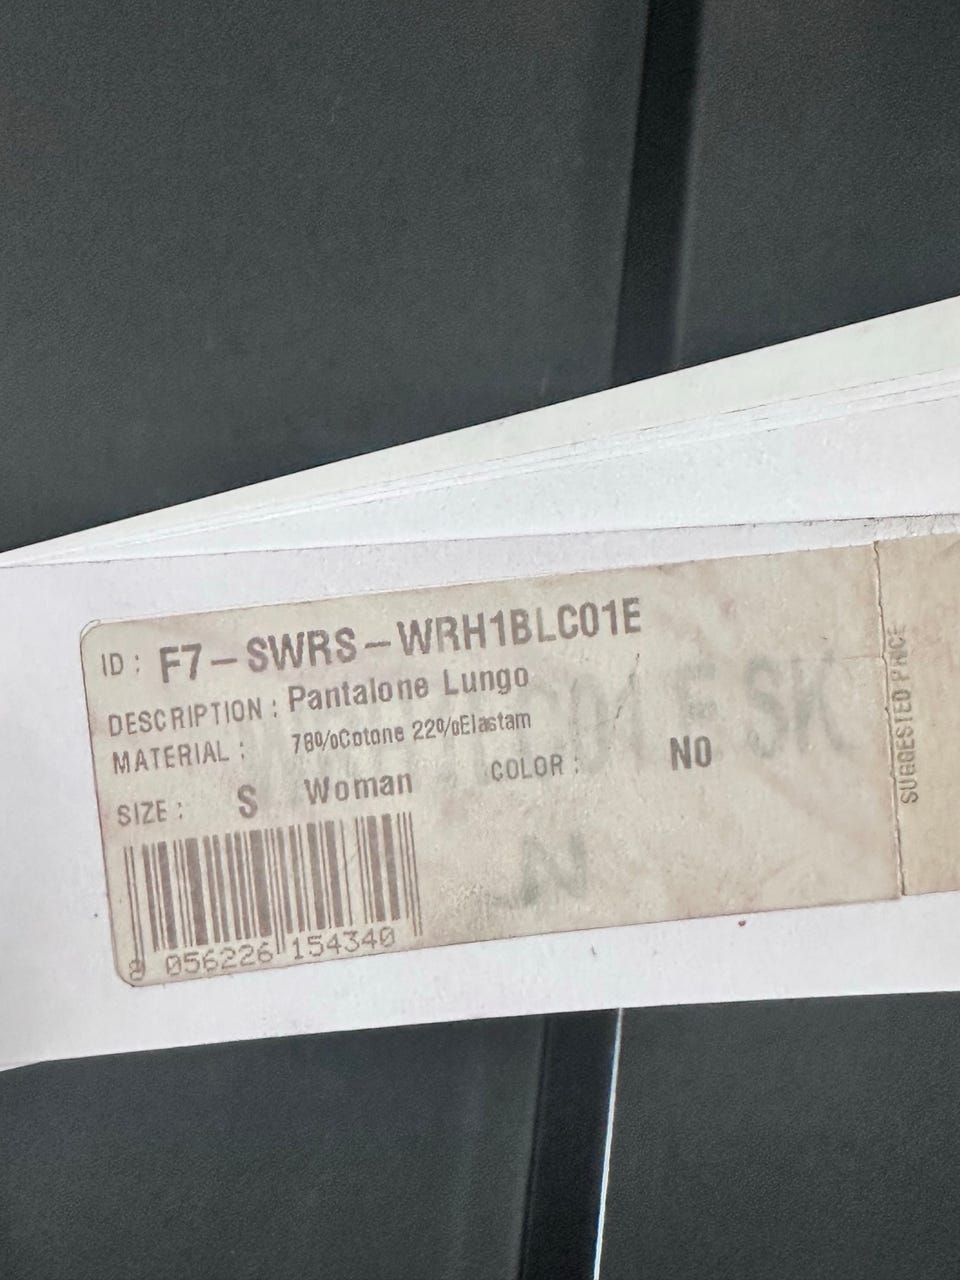 ID : F7-SWRS-WRH1BLC01E
DESCRIPTION : Pantalone Lungo
MATERIAL : 78%Cotone 22%Elastam
SIZE : S Woman COLOR : NO
8 056226 154340
SUGGESTED PRICE